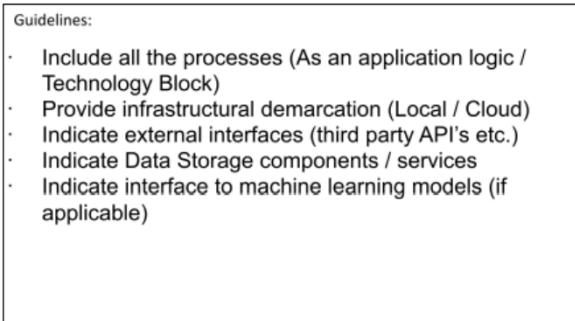 Guidelines:
· Include all the processes (As an application logic /
Technology Block)
· Provide infrastructural demarcation (Local / Cloud)
· Indicate external interfaces (third party API's etc.)
· Indicate Data Storage components / services
· Indicate interface to machine learning models (if
applicable)